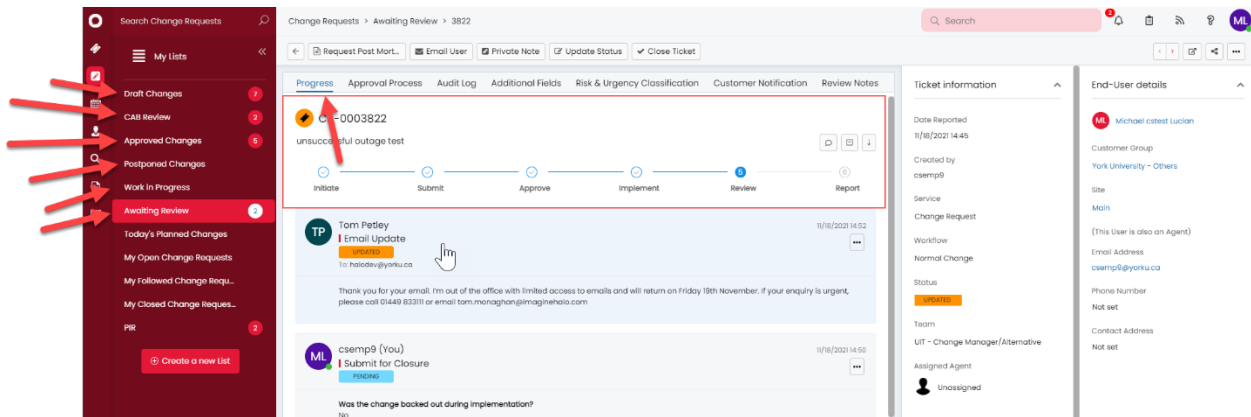 Search Change Requests
Change Requests > Awaiting Review > 3822
Search
2
ML
My Lists
Request Post Mort...
Email User
Private Note
Update Status
Close Ticket
Draft Changes 7
CAB Review 2
Approved Changes 5
Postponed Changes
Work in Progress
Awaiting Review 2
Today's Planned Changes
My Open Change Requests
My Followed Change Requ...
My Closed Change Reques...
PIR 2
Create a new List
Progress Approval Process Audit Log Additional Fields Risk & Urgency Classification Customer Notification Review Notes
-0003822
unsuccessful outage test
Initiate Submit Approve Implement Review Report
5 6
TP
Tom Petley
Email Update
UPDATED
To: halodev@yorku.ca
11/18/2021 14:52
Thank you for your email. I'm out of the office with limited access to emails and will return on Friday 19th November. If your enquiry is urgent,
please call 01449 833111 or email tom.monaghan@imaginehalo.com
ML
csemp9 (You)
Submit for Closure
PENDING
11/18/2021 14:50
Was the change backed out during implementation?
No
Ticket information
Date Reported
11/18/2021 14:45
Created by
csemp9
Service
Change Request
Workflow
Normal Change
Status
UPDATED
Team
UIT - Change Manager/Alternative
Assigned Agent
Unassigned
End-User details
ML Michael cstest Lucian
Customer Group
York University - Others
Site
Main
(This User is also an Agent)
Email Address
csemp9@yorku.ca
Phone Number
Not set
Contact Address
Not set